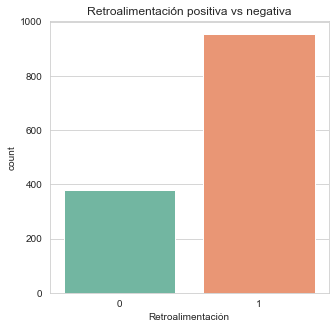 Retroalimentación positiva vs negativa
1000
800
600
400
200
0
count
0 1
Retroalimentación